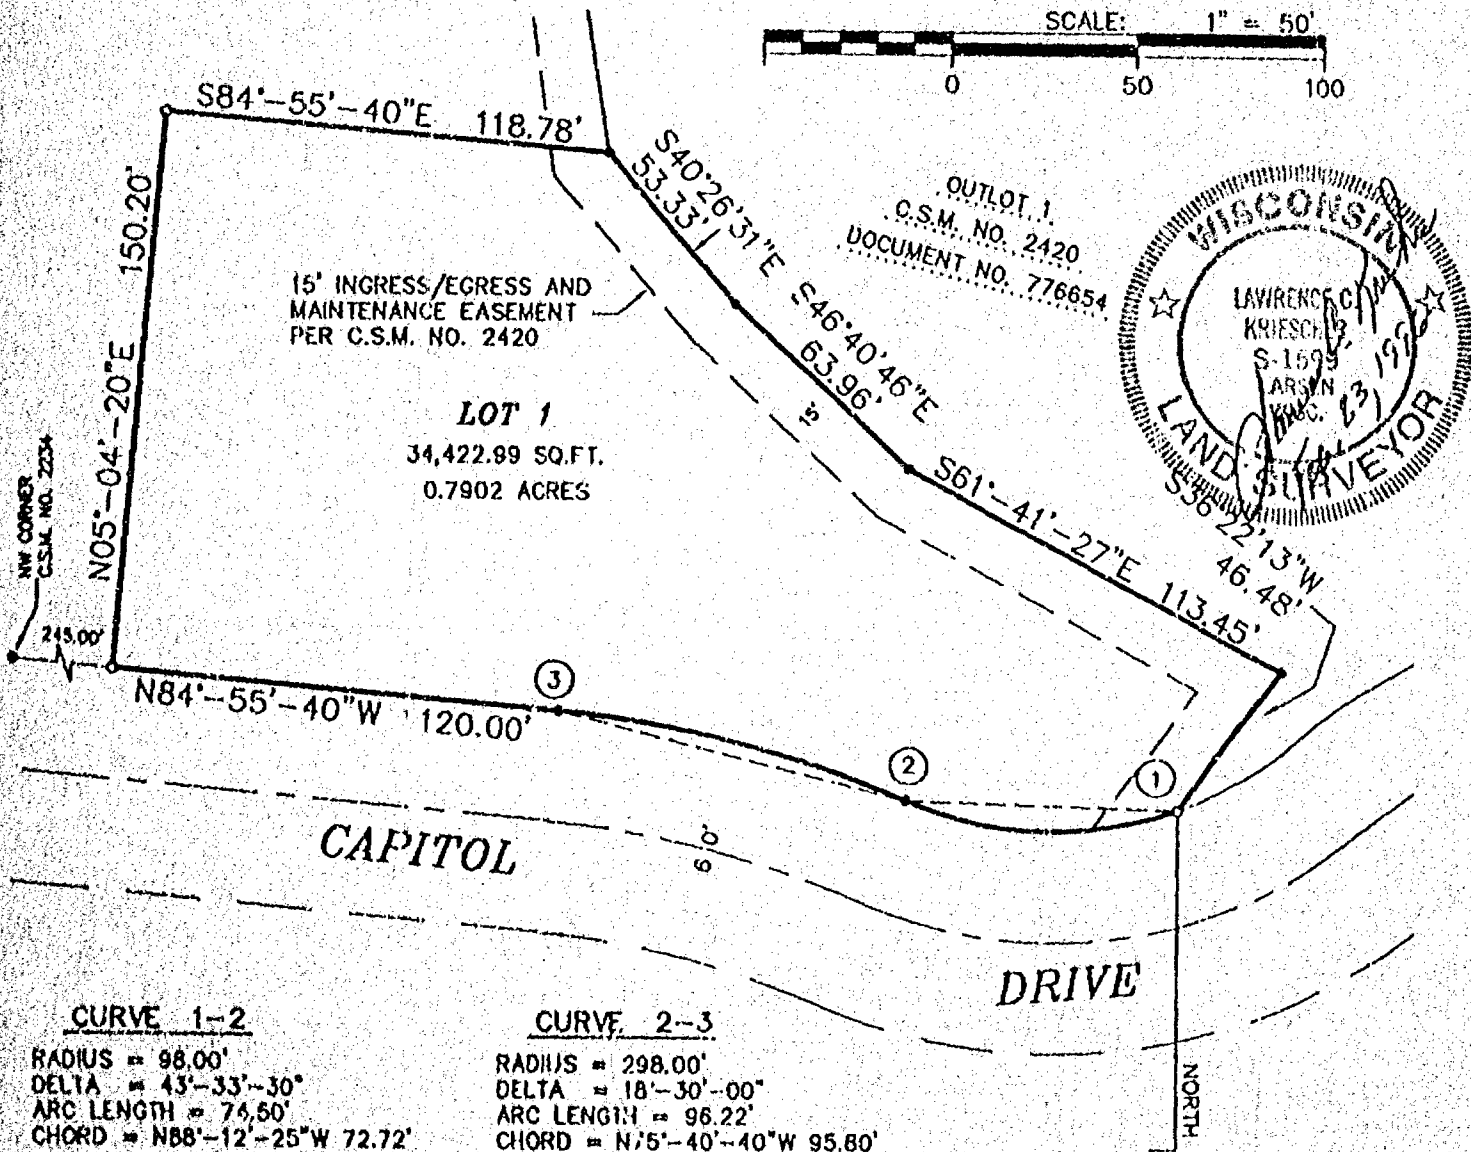 SCALE: 1" = 50'
0 50 100
S84°-55'-40"E 118.78'
S40°26'31"E
53.33'
OUTLOT 1
C.S.M. NO. 2420
DOCUMENT NO. 776654
WISCONSIN
LAWRENCE C.
S-1599
LAND SURVEYOR
150.20'
N05°-04'-20"E
15' INGRESS/EGRESS AND
MAINTENANCE EASEMENT
PER C.S.M. NO. 2420
S46°40'46"E
63.96'
15'
LOT 1
34,422.99 SQ.FT.
0.7902 ACRES
S61°-41'-27"E 113.45'
S36°22'13"W
46.48'
NW CORNER
C.S.M. NO. 2234
245.00'
N84°-55'-40"W 120.00'
3
2
1
CAPITOL
60'
DRIVE
NORTH
CURVE 1-2
RADIUS = 98.00'
DELTA = 43°-33'-30"
ARC LENGTH = 74.50'
CHORD = N88°-12'-25"W 72.72'
CURVE 2-3
RADIUS = 298.00'
DELTA = 18°-30'-00"
ARC LENGTH = 96.22'
CHORD = N75°-40'-40"W 95.80'